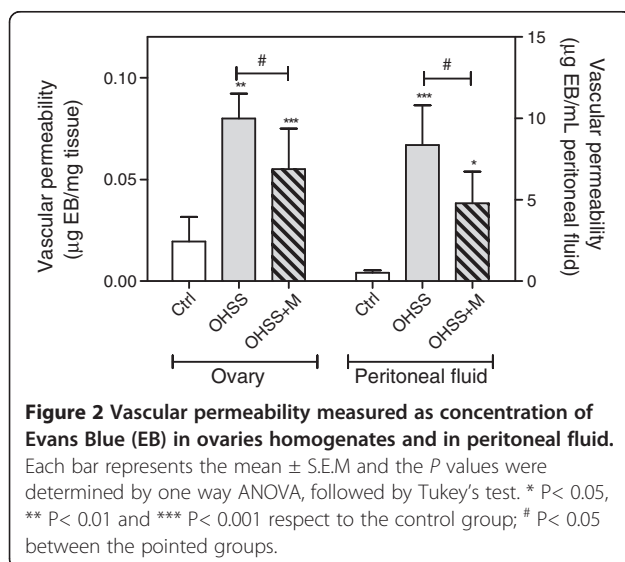 Vascular permeability
(µg EB/mg tissue)
0.10
0.05
0.00
#
**
***
#
***
*
15
10
5
0
Vascular permeability
(µg EB/mL peritoneal fluid)
Ctrl
OHSS
OHSS+M
Ctrl
OHSS
OHSS+M
Ovary
Peritoneal fluid
Figure 2 Vascular permeability measured as concentration of
Evans Blue (EB) in ovaries homogenates and in peritoneal fluid.
Each bar represents the mean ± S.E.M and the P values were
determined by one way ANOVA, followed by Tukey's test. * P< 0.05,
** P< 0.01 and *** P< 0.001 respect to the control group; # P< 0.05
between the pointed groups.